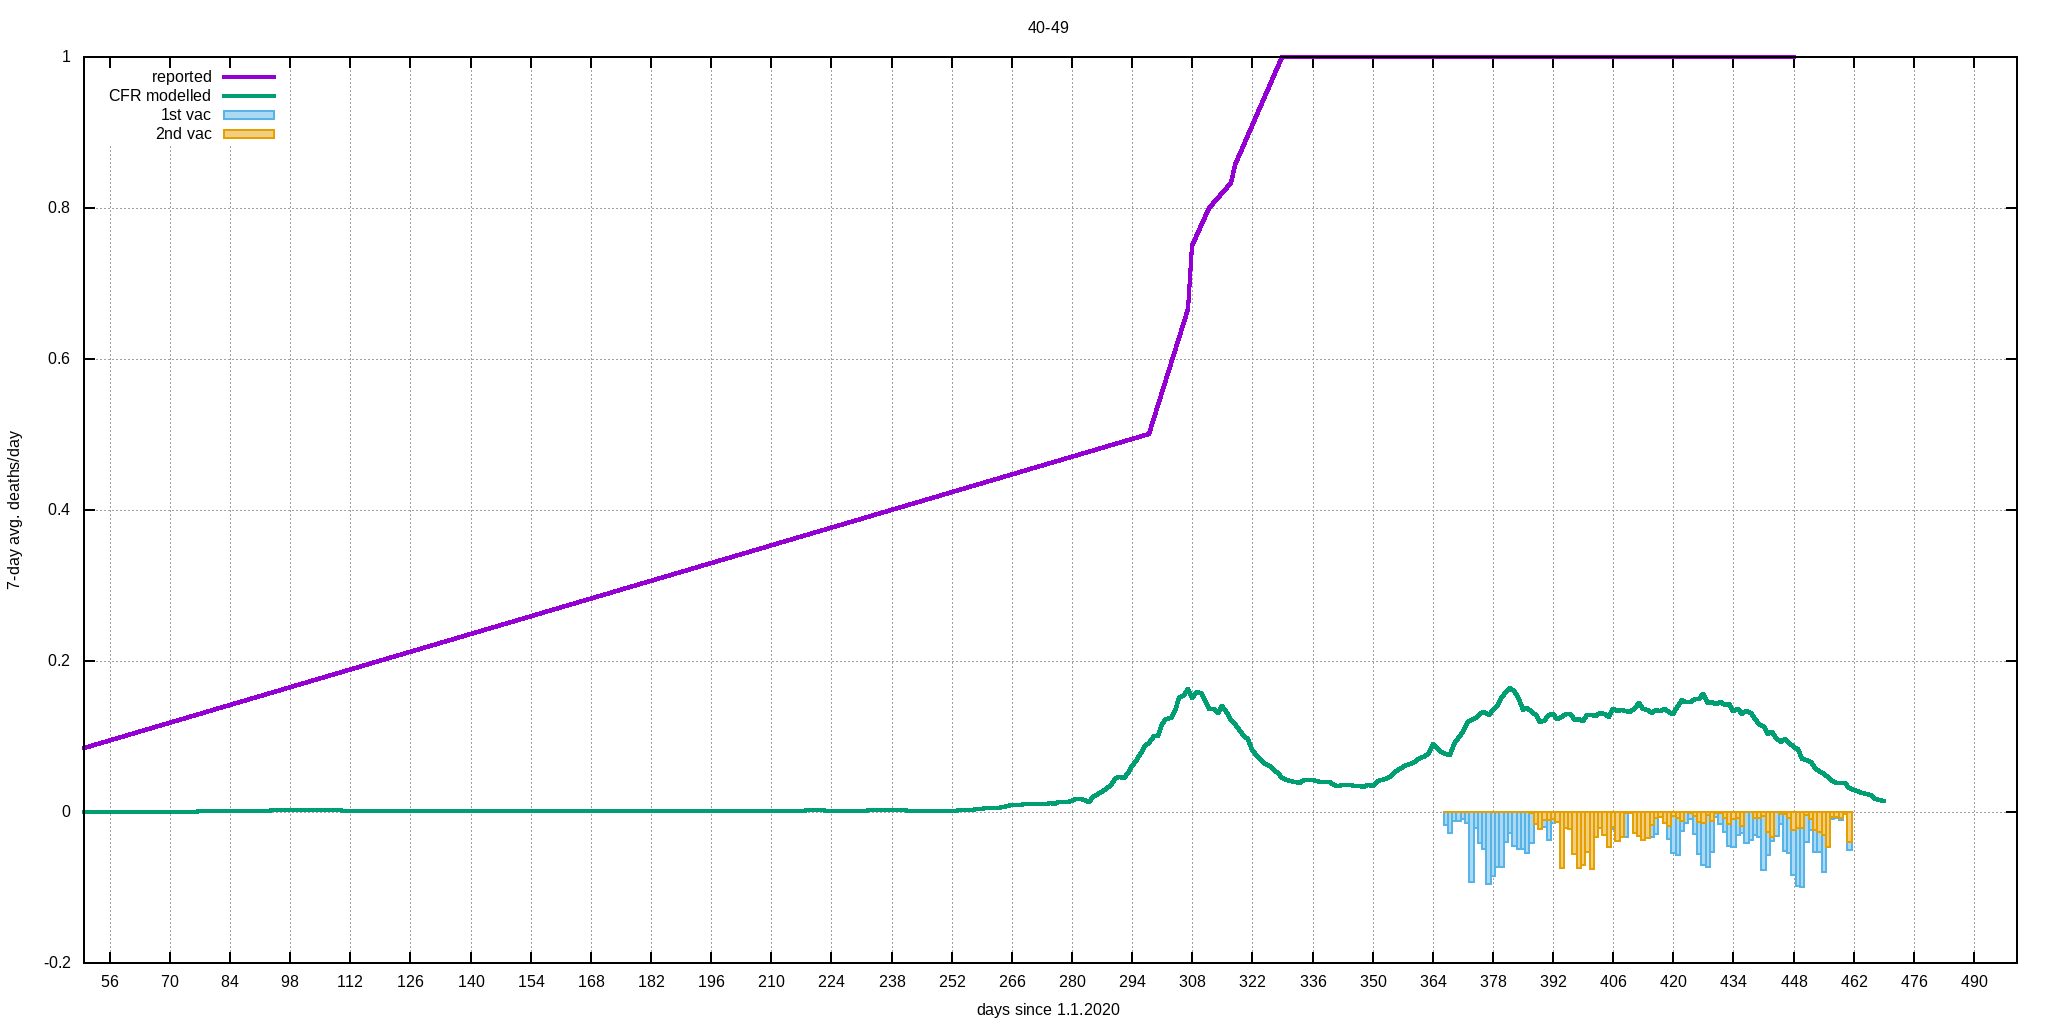 40-49
reported
CFR modelled
1st vac
2nd vac
1
0.8
0.6
0.4
0.2
0
-0.2
7-day avg. deaths/day
56 70 84 98 112 126 140 154 168 182 196 210 224 238 252 266 280 294 308 322 336 350 364 378 392 406 420 434 448 462 476 490
days since 1.1.2020